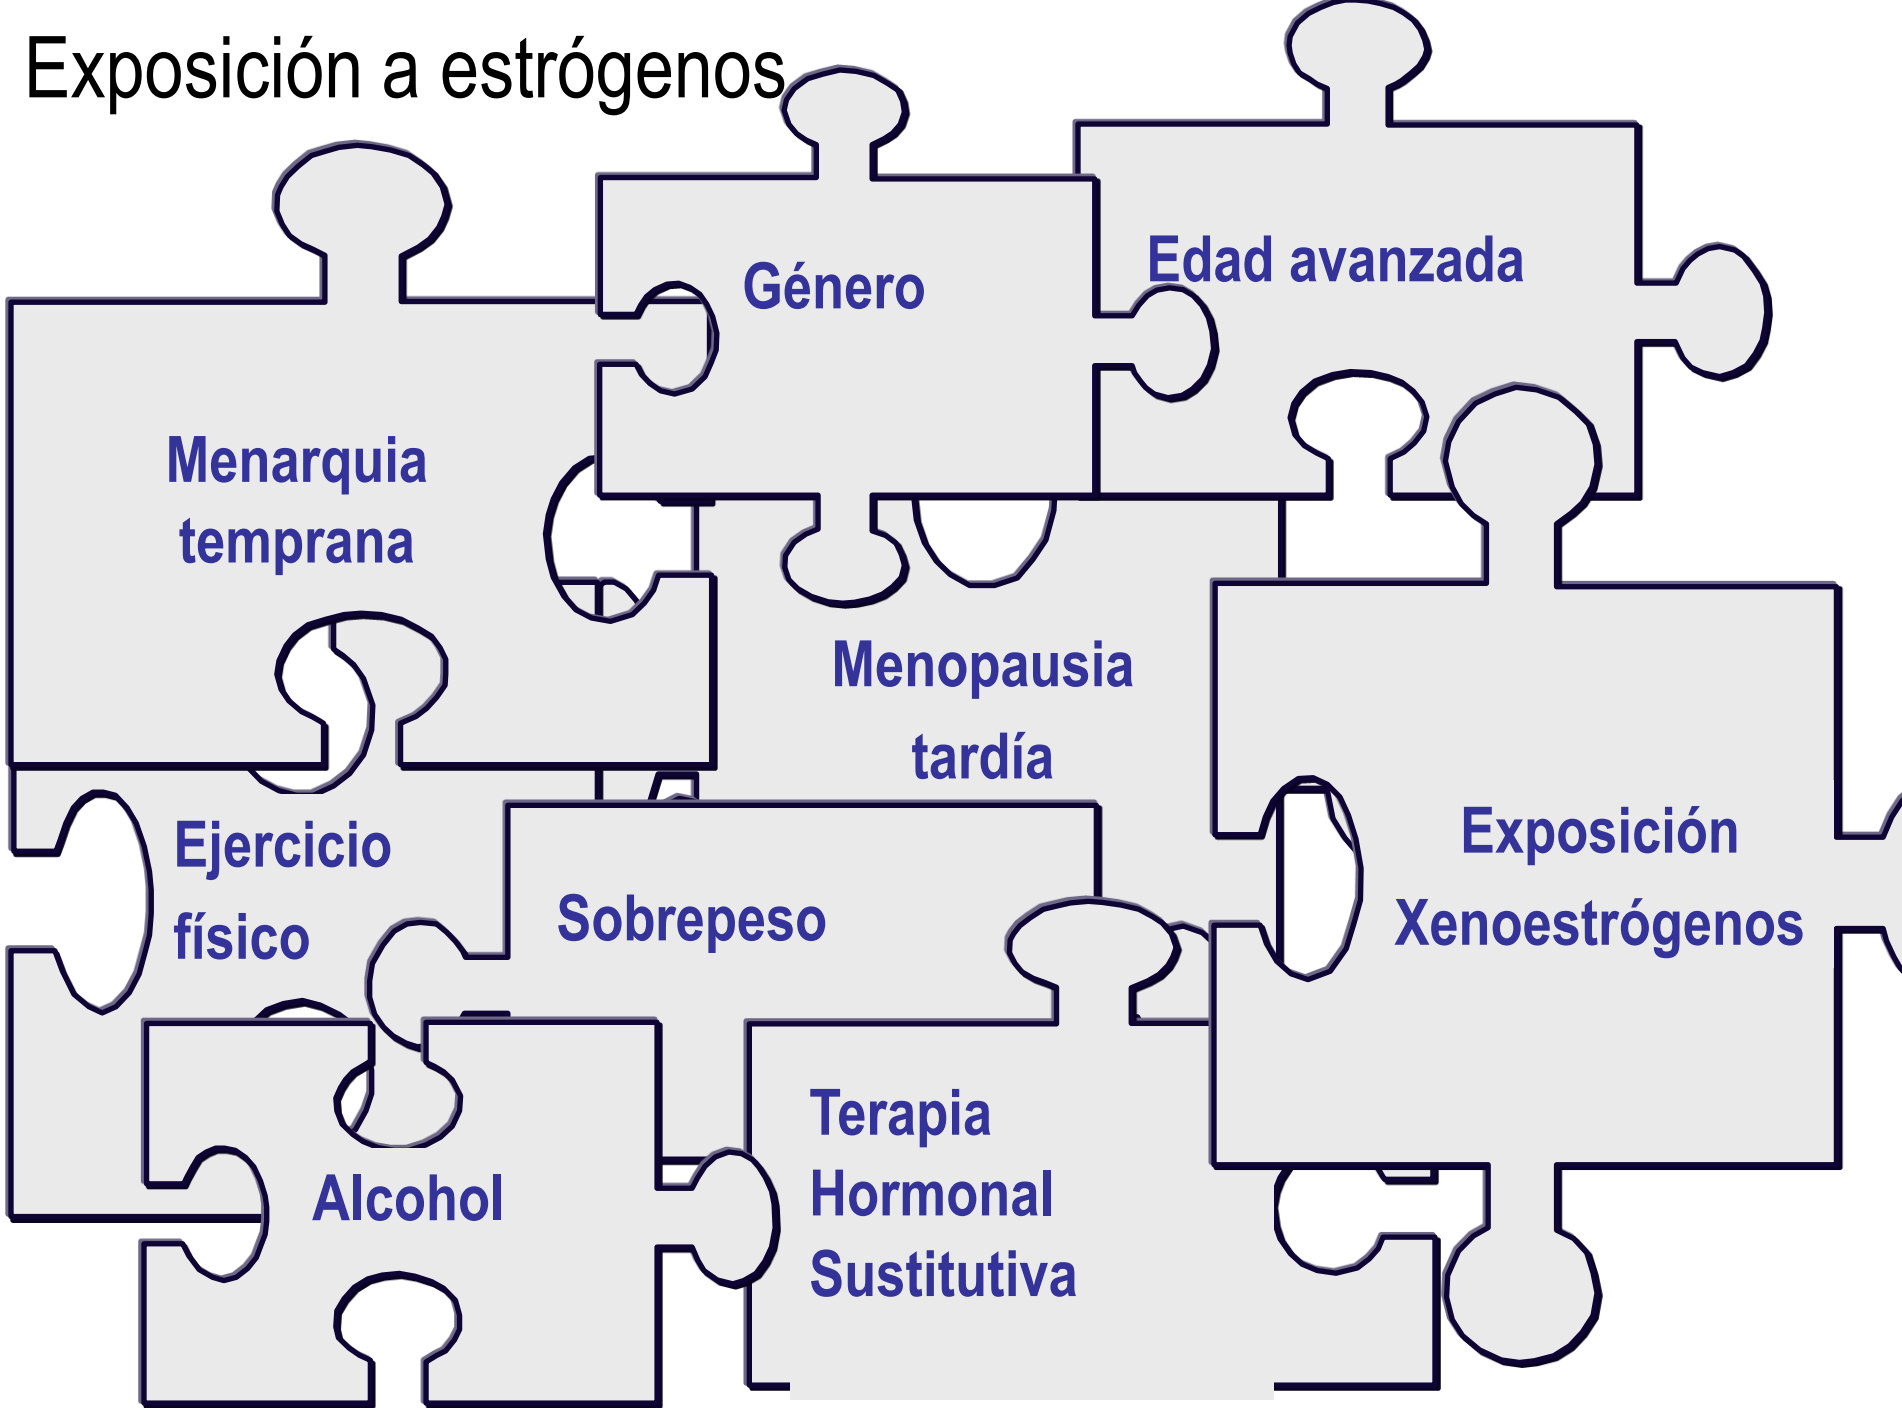 Exposición a estrógenos
Género
Edad avanzada
Menarquia
temprana
Menopausia
tardía
Ejercicio
físico
Sobrepeso
Exposición
Xenoestrógenos
Alcohol
Terapia
Hormonal
Sustitutiva